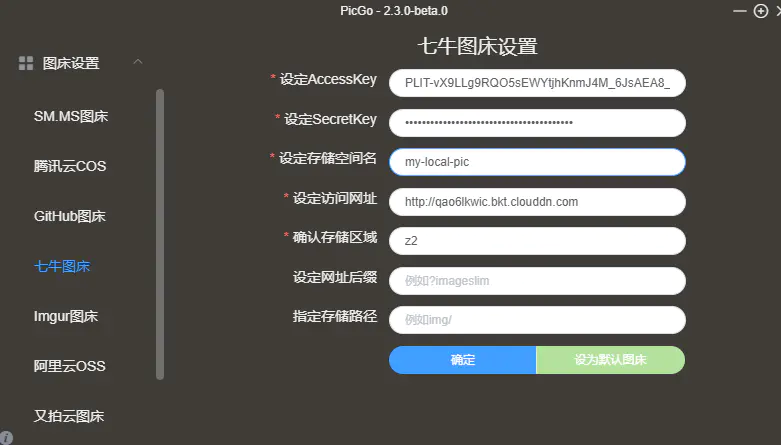 PicGo - 2.3.0-beta.0
图床设置
SM.MS图床
腾讯云COS
GitHub图床
七牛图床
Imgur图床
阿里云OSS
又拍云图床
七牛图床设置
* 设定AccessKey
PLIT-vX9LLg9RQO5sEWYtjhKnmJ4M_6JsAEA8_
* 设定SecretKey
* 设定存储空间名
my-local-pic
* 设定访问网址
http://qao6lkwic.bkt.clouddn.com
* 确认存储区域
z2
设定网址后缀
例如?imageslim
指定存储路径
例如img/
确定
设为默认图床